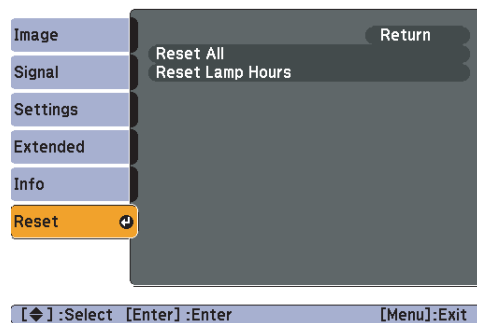 Image
Signal
Settings
Extended
Info
Reset
Return
Reset All
Reset Lamp Hours
[◆] :Select [Enter] :Enter [Menu]:Exit